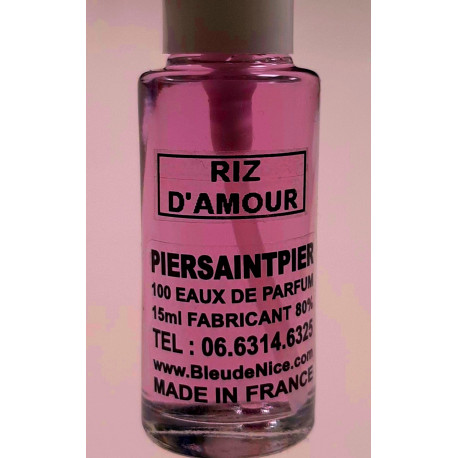 RIZ
D'AMOUR
PIERSAINTPIER
100 EAUX DE PARFUM
15ml FABRICANT 80%
TEL : 06.6314.6325
www.BleudeNice.com
MADE IN FRANCE